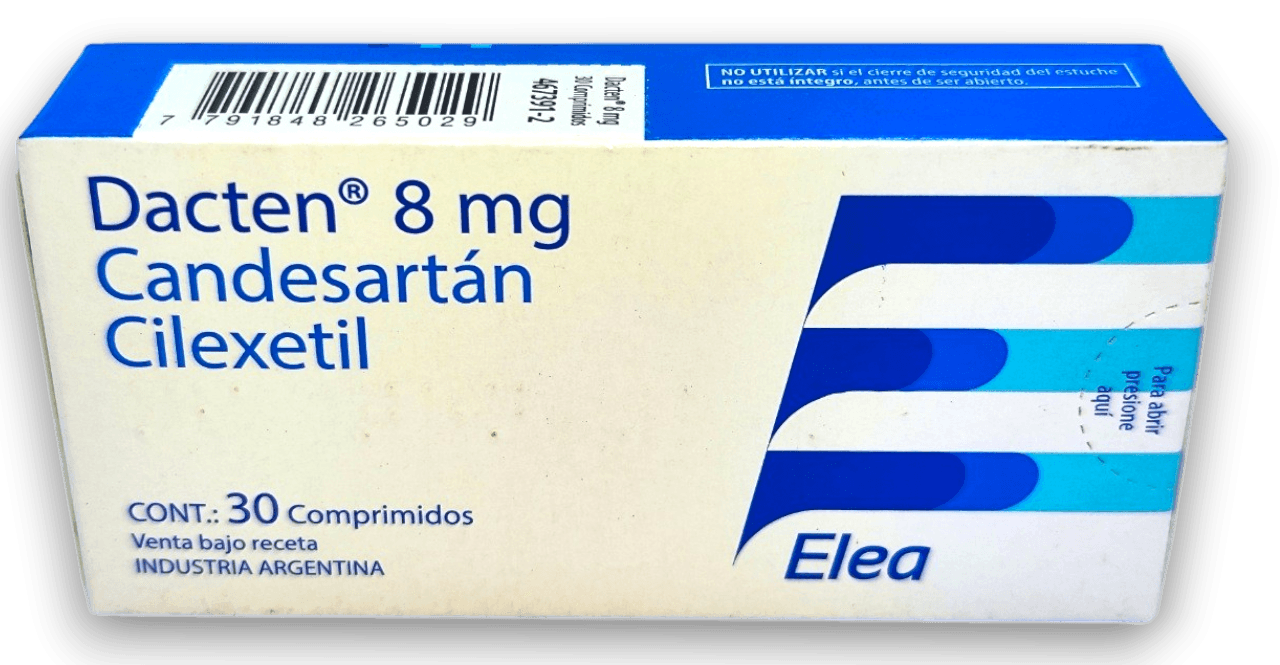 Dacten® 8 mg
30 Comprimidos
467391-2
7 791848 265029
NO UTILIZAR si el cierre de seguridad del estuche
no está íntegro, antes de ser abierto.
Dacten® 8 mg
Candesartán
Cilexetil
Para abrir
presione
aquí
CONT.: 30 Comprimidos
Venta bajo receta
INDUSTRIA ARGENTINA
Elea